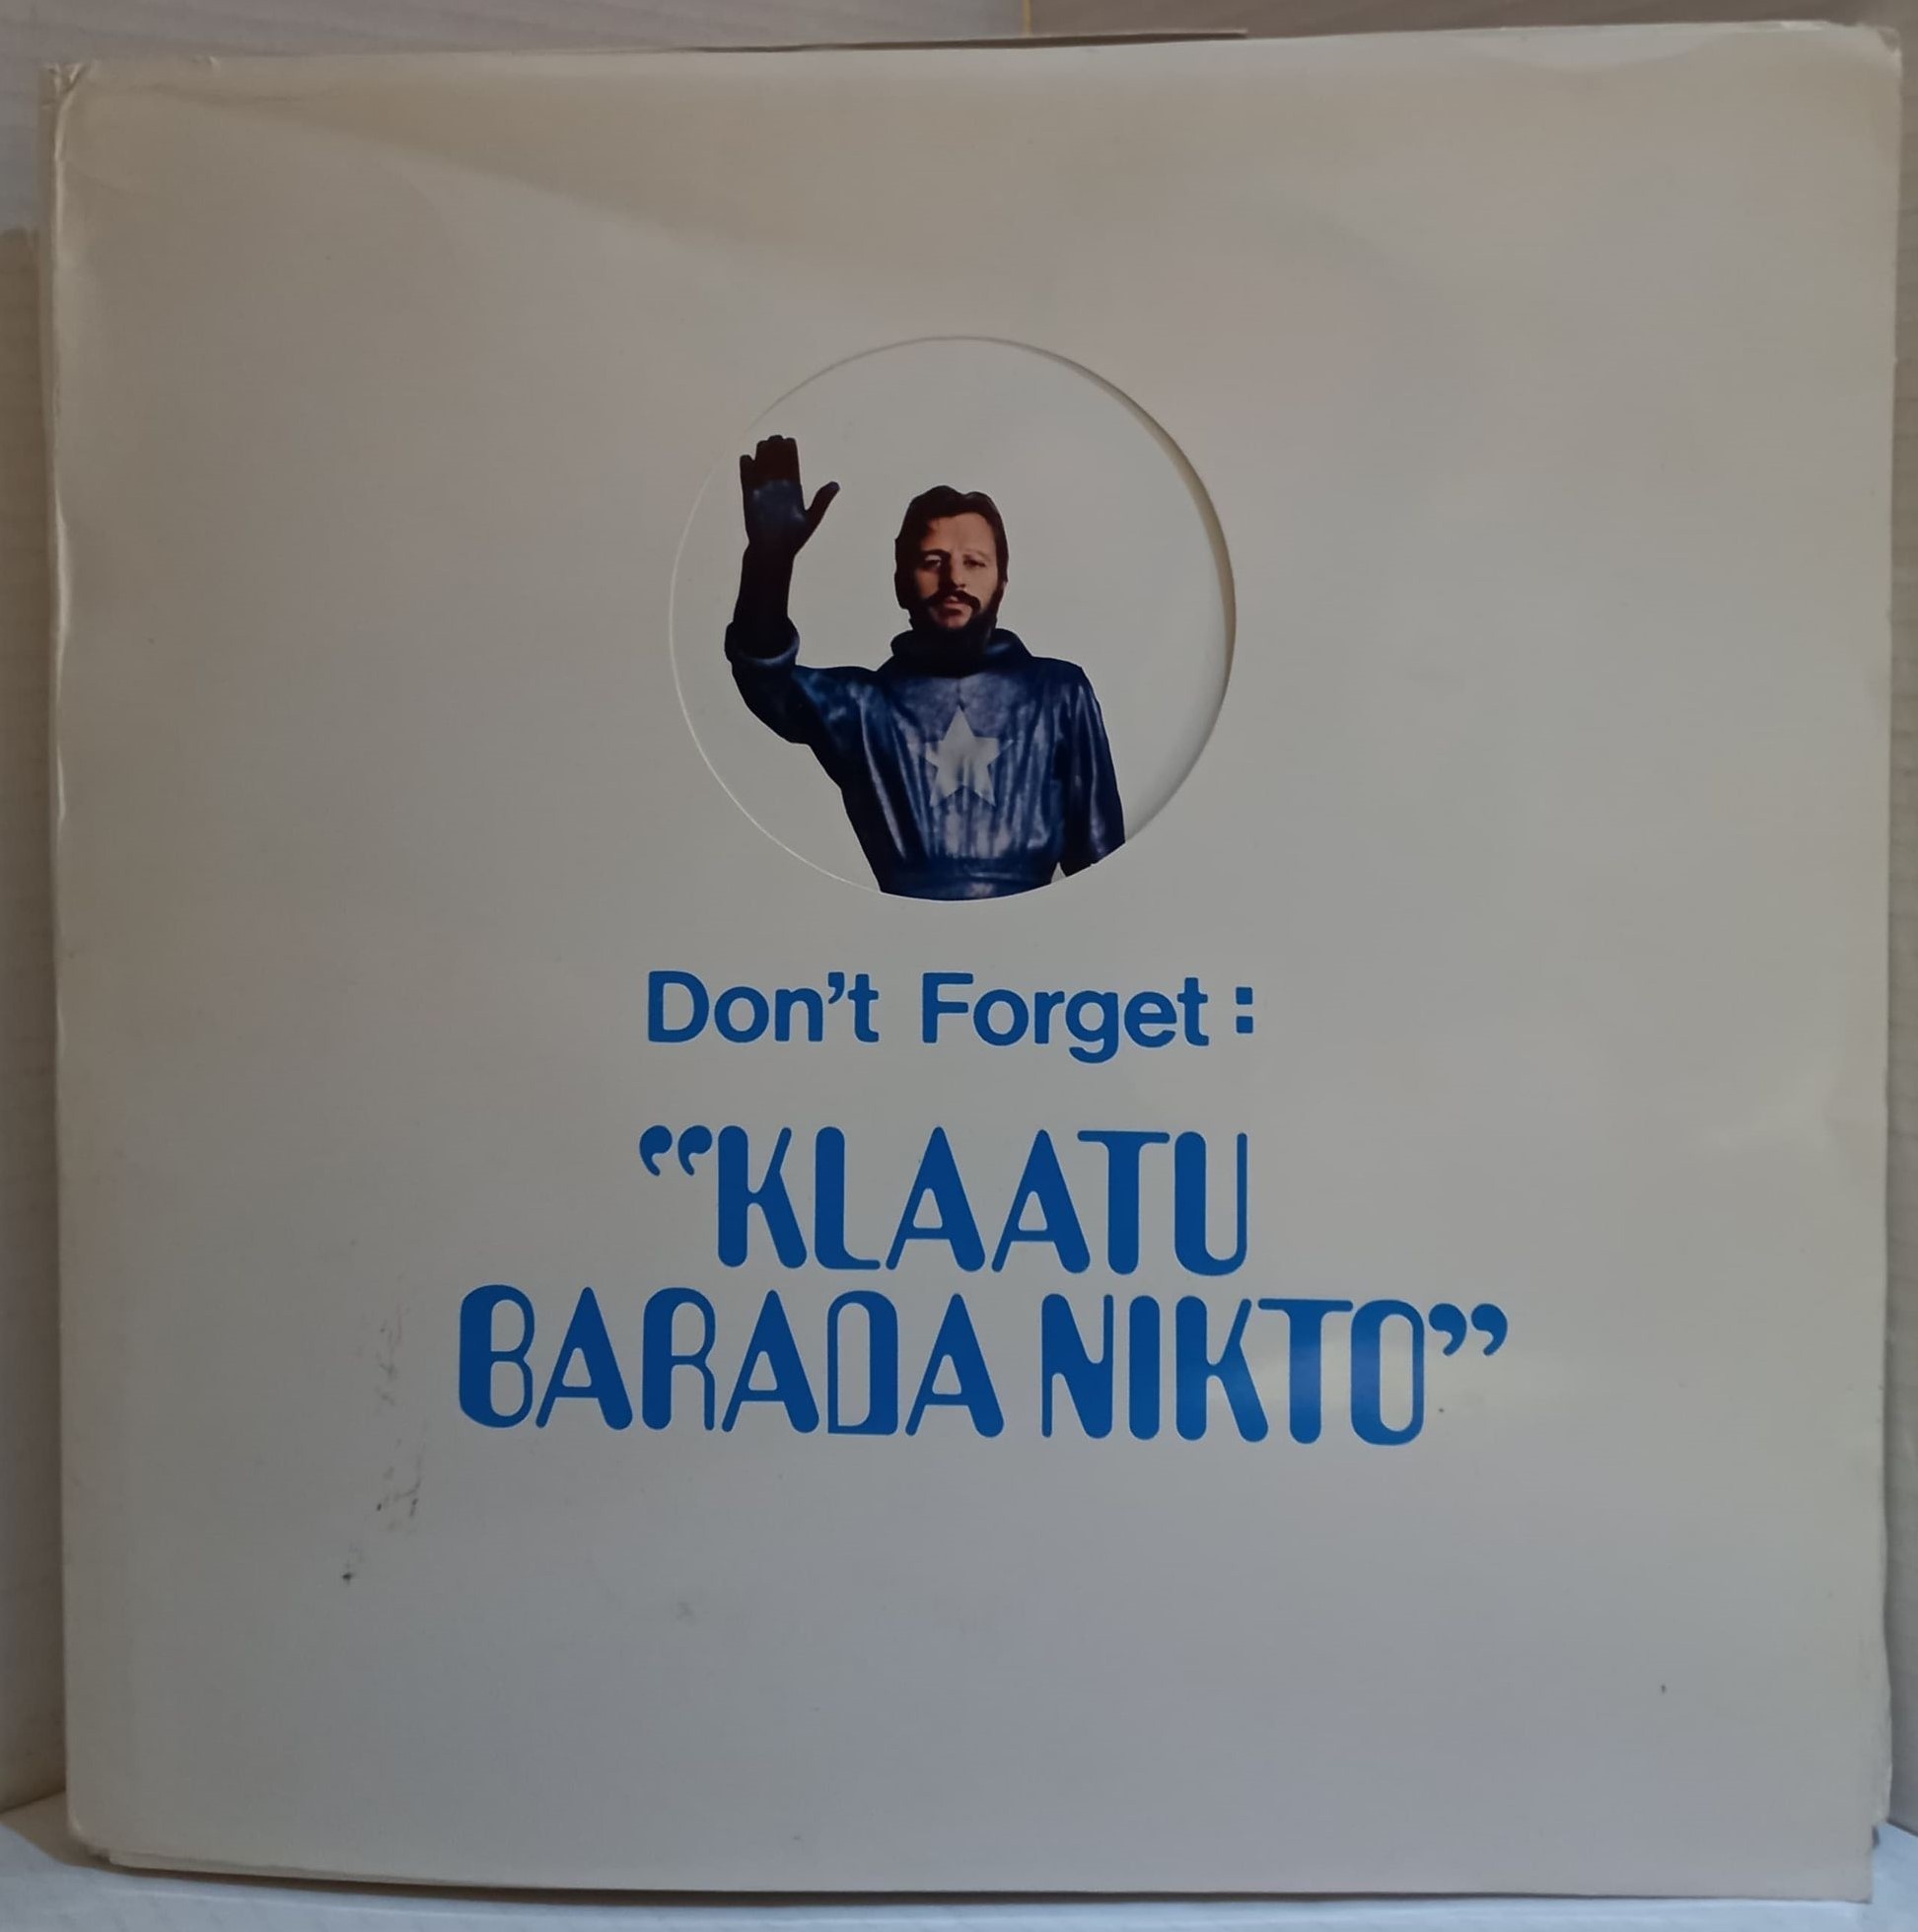 Don't Forget:
“KLAATU
BARADA NIKTO”